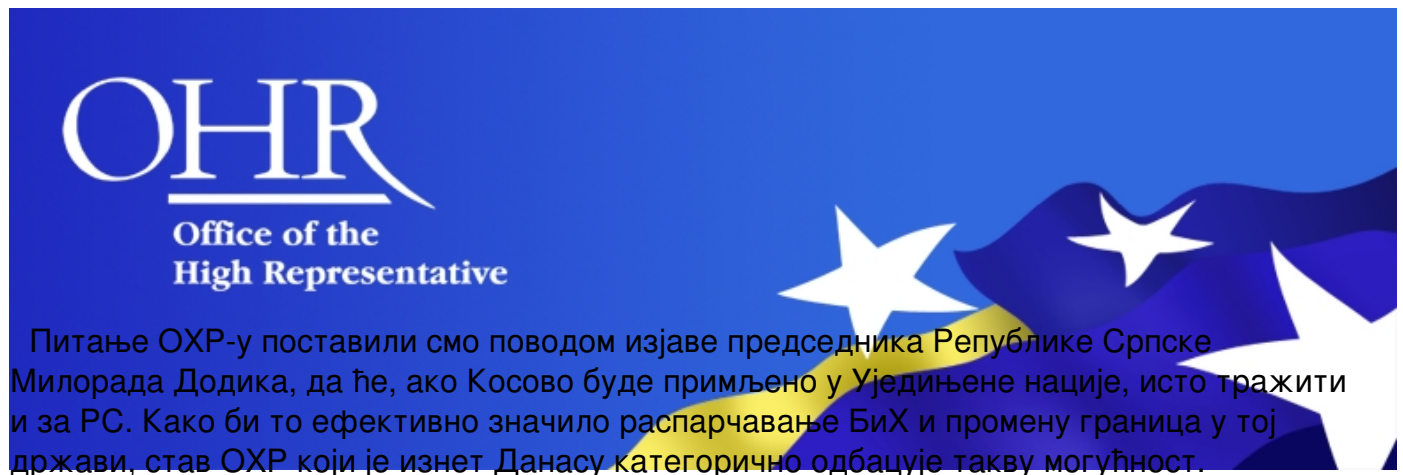 OHR
Office of the
High Representative
Питање ОХР-у поставили смо поводом изјаве председника Републике Српске
Милорада Додика, да ће, ако Косово буде примљено у Уједињене нације, исто тражити
и за РС. Како би то ефективно значило распарчавање БиХ и промену граница у тој
држави, став ОХР који је изнет Данасу категорично одбацује такву могућност.